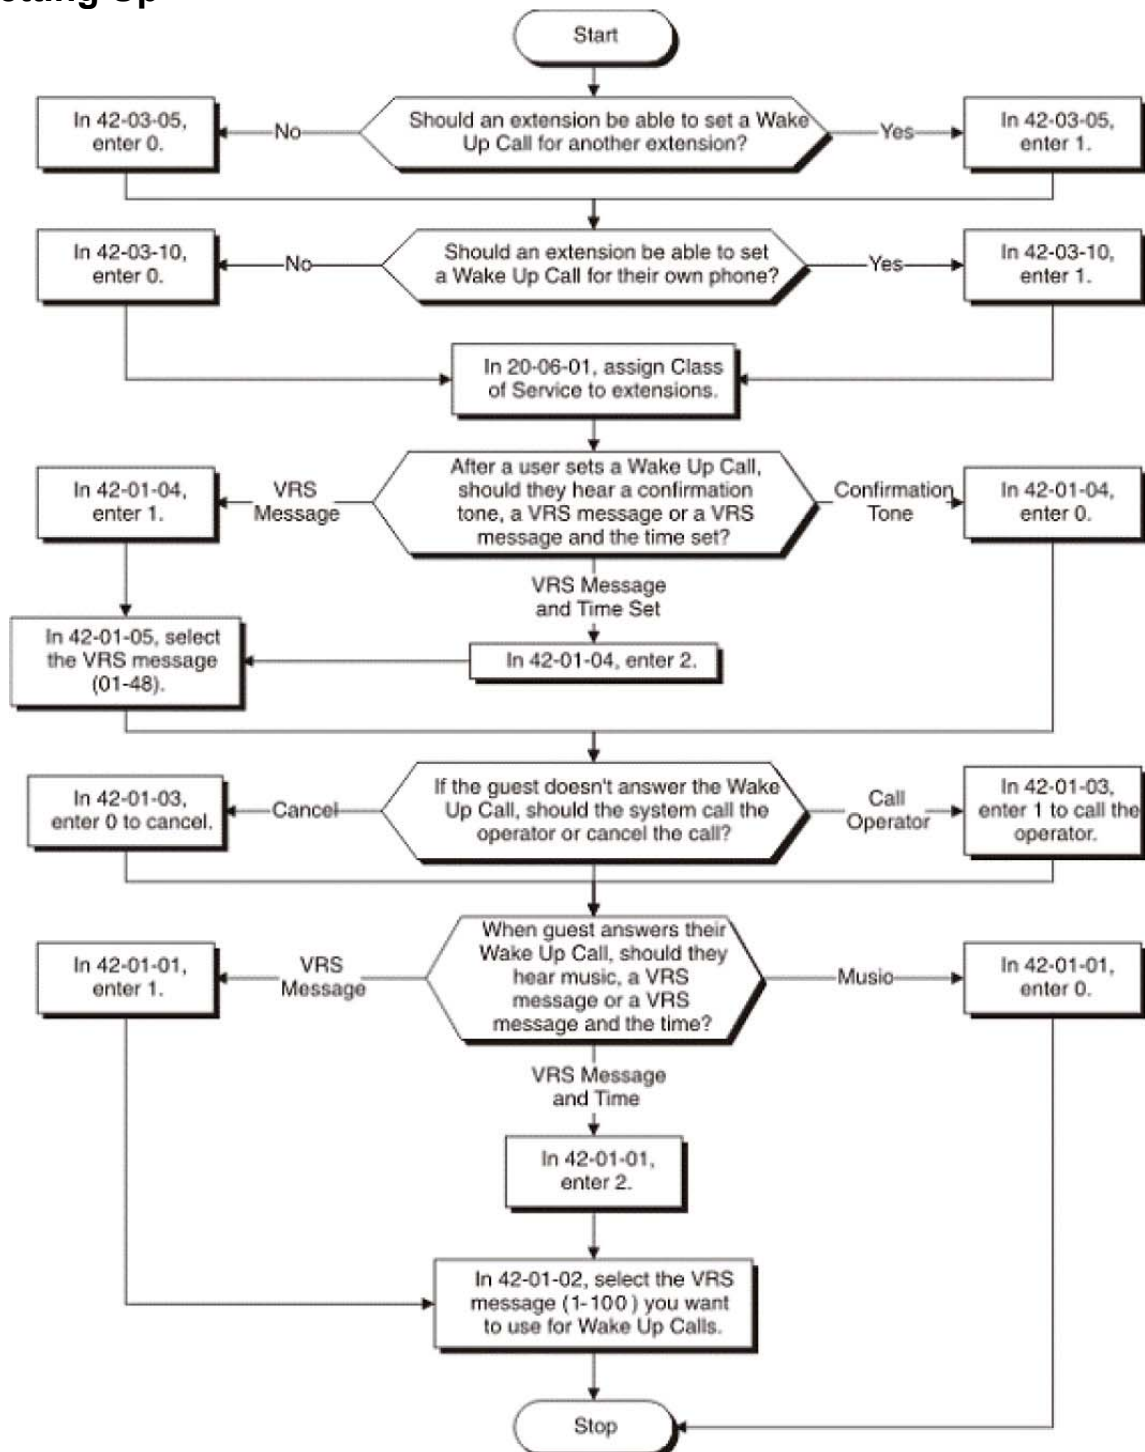 Start
Should an extension be able to set a Wake
Up Call for another extension?
No
In 42-03-05,
enter 0.
Yes
In 42-03-05,
enter 1.
Should an extension be able to set
a Wake Up Call for their own phone?
No
In 42-03-10,
enter 0.
Yes
In 42-03-10,
enter 1.
In 20-06-01, assign Class
of Service to extensions.
After a user sets a Wake Up Call,
should they hear a confirmation
tone, a VRS message or a VRS
message and the time set?
VRS
Message
In 42-01-04,
enter 1.
Confirmation
Tone
In 42-01-04,
enter 0.
VRS Message
and Time Set
In 42-01-04, enter 2.
In 42-01-05, select
the VRS message
(01-48).
If the guest doesn't answer the Wake
Up Call, should the system call the
operator or cancel the call?
Cancel
In 42-01-03,
enter 0 to cancel.
Call
Operator
In 42-01-03,
enter 1 to call the
operator.
When guest answers their
Wake Up Call, should they
hear music, a VRS
message or a VRS
message and the time?
VRS
Message
In 42-01-01,
enter 1.
Music
In 42-01-01,
enter 0.
VRS Message
and Time
In 42-01-01,
enter 2.
In 42-01-02, select the VRS
message (1-100) you want
to use for Wake Up Calls.
Stop